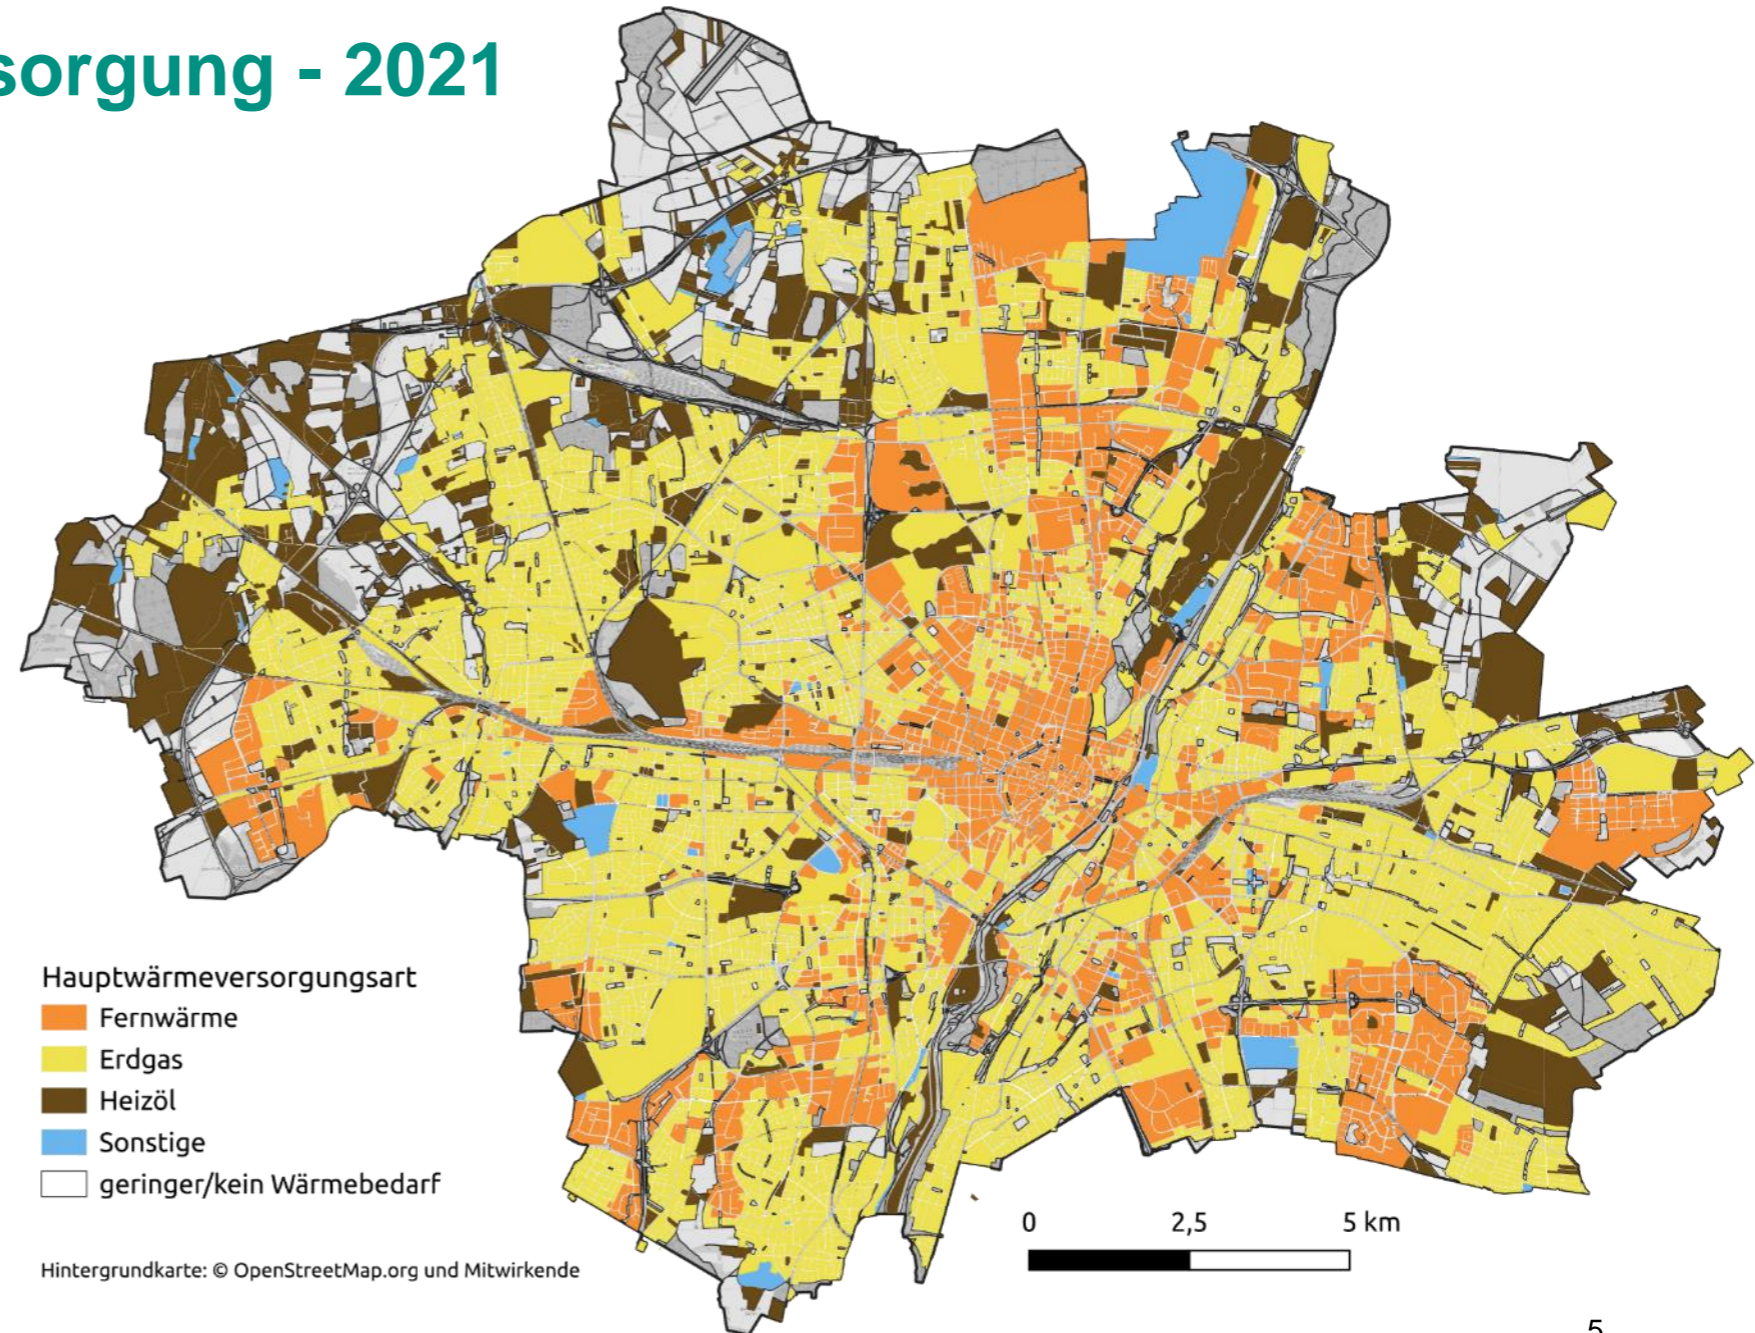 sorgung - 2021
Hauptwärmeversorgungsart
Fernwärme
Erdgas
Heizöl
Sonstige
geringer/kein Wärmebedarf
0 2,5 5 km
Hintergrundkarte: © OpenStreetMap.org und Mitwirkende
5